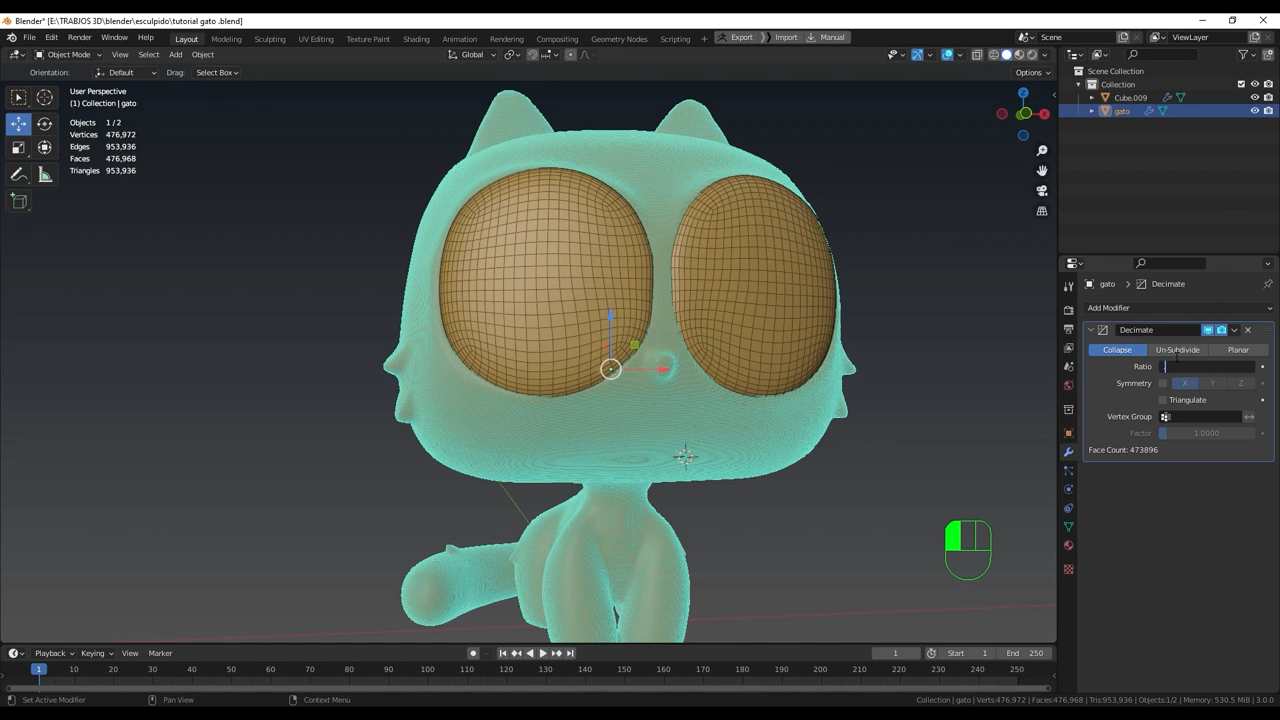 Blender* [E:\TRABJOS 3D\blender\esculpido\tutorial gato .blend]
File Edit Render Window Help Layout Modeling Sculpting UV Editing Texture Paint Shading Animation Rendering Compositing Geometry Nodes Scripting + Export Import Manual Scene ViewLayer
Object Mode View Select Add Object Global
Orientation: Default Drag: Select Box Options
User Perspective
(1) Collection | gato
Objects 1 / 2
Vertices 476,972
Edges 953,936
Faces 476,968
Triangles 953,936
Z
X
Scene Collection
Collection
Cube.009
gato
gato > Decimate
Add Modifier
Decimate
Collapse Un-Subdivide Planar
Ratio
Symmetry X Y Z
Triangulate
Vertex Group
Factor 1.0000
Face Count: 473896
Playback Keying View Marker 1 Start 1 End 250
1 10 20 30 40 50 60 70 80 90 100 110 120 130 140 150 160 170 180 190 200 210 220 230 240 250
Set Active Modifier Pan View Context Menu Collection | gato | Verts:476,972 | Faces:476,968 | Tris:953,936 | Objects:1/2 | Memory: 530.5 MiB | 3.0.0